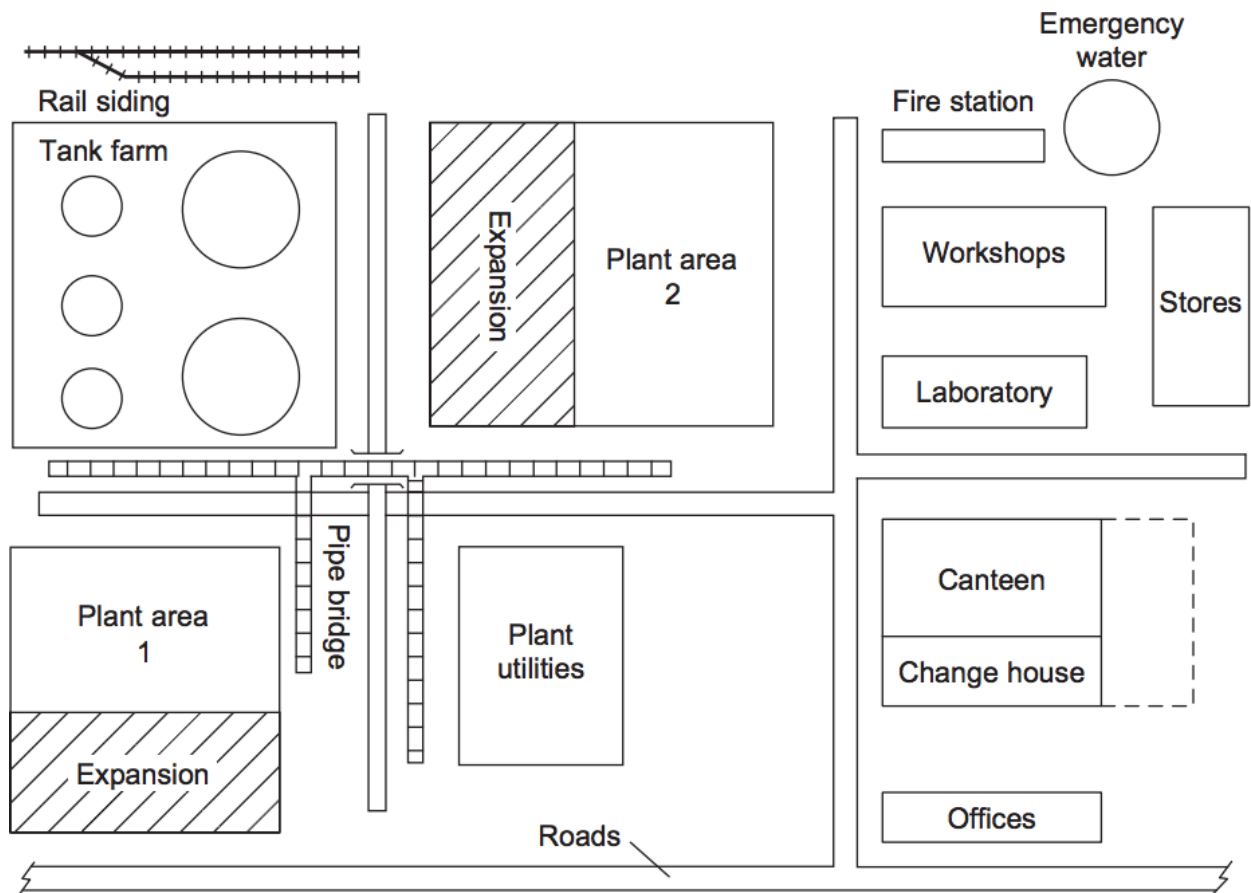 Emergency
water
Rail siding
Fire station
Tank farm
Expansion
Plant area
2
Workshops
Stores
Laboratory
Pipe bridge
Plant area
1
Plant
utilities
Canteen
Change house
Expansion
Offices
Roads